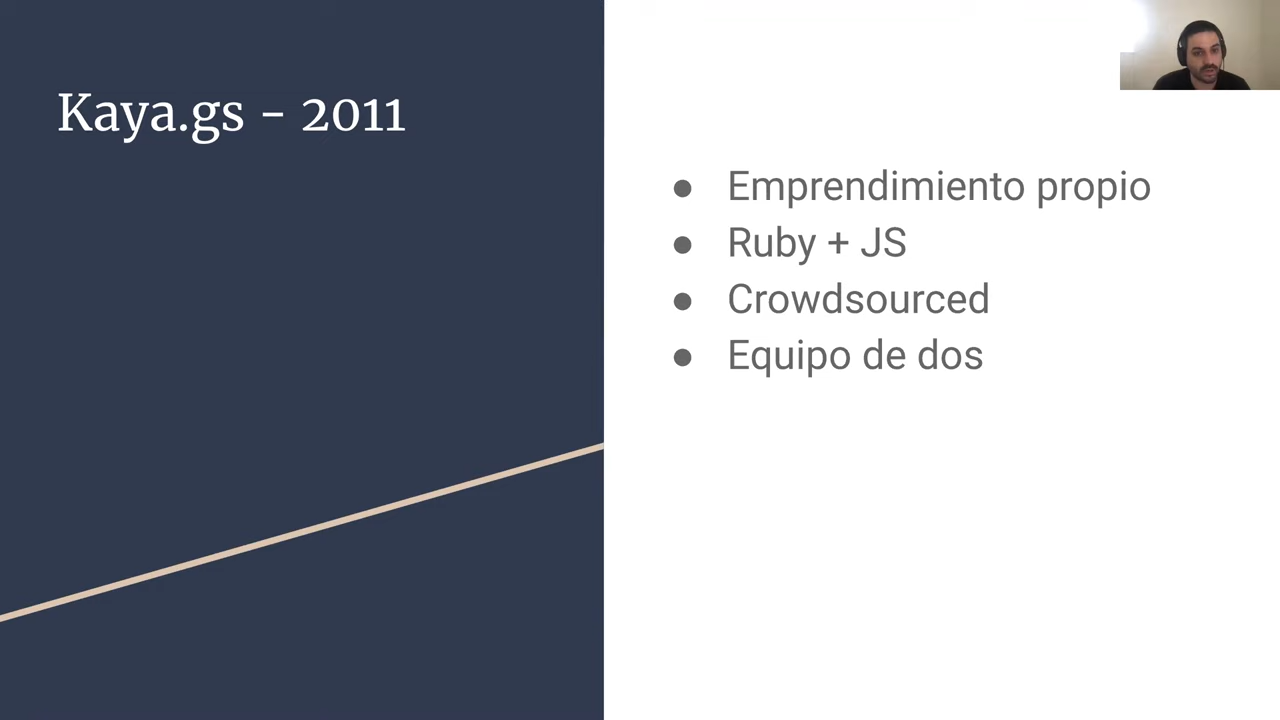 Kaya.gs - 2011
● Emprendimiento propio
● Ruby + JS
● Crowdsourced
● Equipo de dos